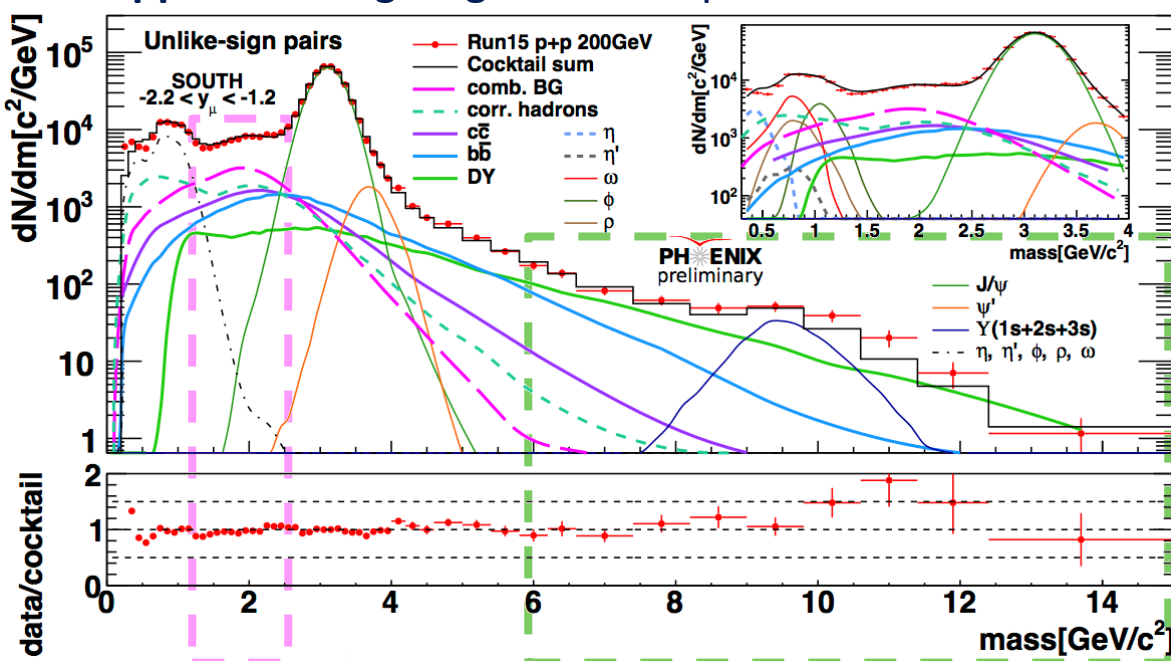 dN/dm[c²/GeV]
10⁵
10⁴
10³
10²
10
1
Unlike-sign pairs
SOUTH
-2.2 < yμ < -1.2
Run15 p+p 200GeV
Cocktail sum
comb. BG
corr. hadrons
cc̅
bb̅
DY
η
η'
ω
ϕ
ρ
dN/dm[c²/GeV]
10⁴
10³
10²
0.5 1 1.5 2 2.5 3 3.5 4
mass[GeV/c²]
PHENIX
preliminary
J/ψ
ψ'
Υ(1s+2s+3s)
η, η', ϕ, ρ, ω
data/cocktail
2
1
0
0 2 4 6 8 10 12 14
mass[GeV/c²]